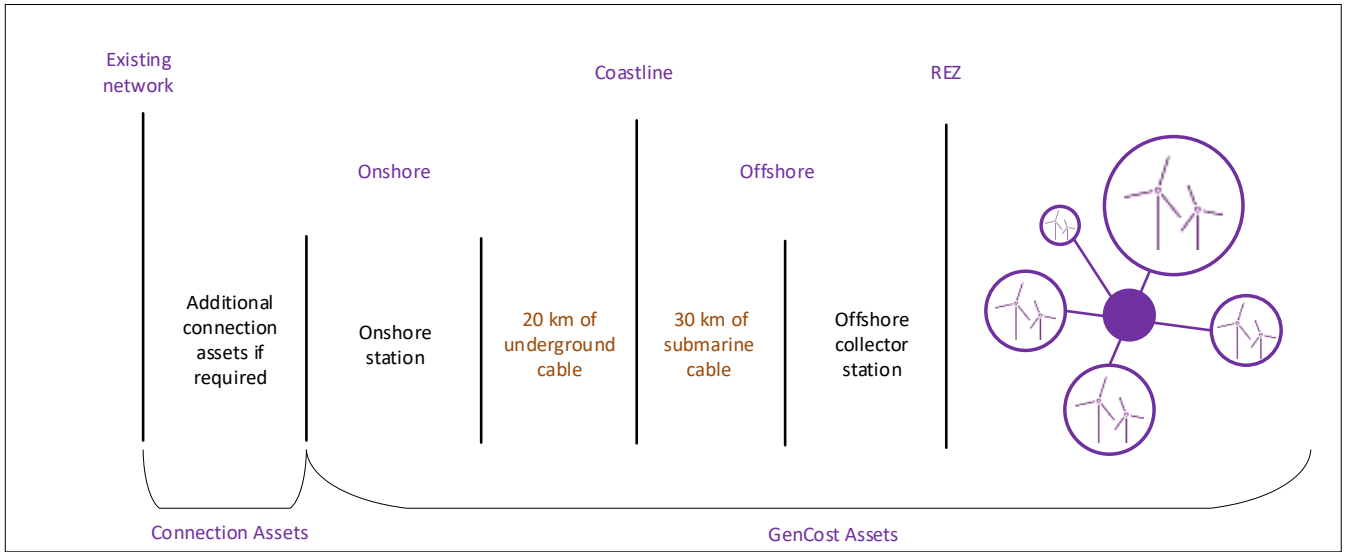 Existing
network
Coastline
REZ
Onshore
Offshore
Additional
connection
assets if
required
Onshore
station
20 km of
underground
cable
30 km of
submarine
cable
Offshore
collector
station
Connection Assets
GenCost Assets